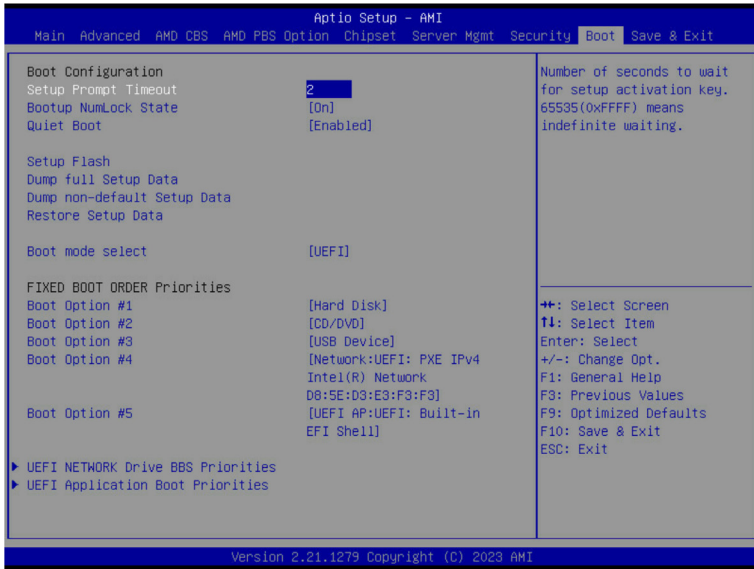 Aptio Setup – AMI
Main Advanced AMD CBS AMD PBS Option Chipset Server Mgmt Security Boot Save & Exit
Boot Configuration
Setup Prompt Timeout 2
Bootup NumLock State [On]
Quiet Boot [Enabled]
Setup Flash
Dump full Setup Data
Dump non-default Setup Data
Restore Setup Data
Boot mode select [UEFI]
FIXED BOOT ORDER Priorities
Boot Option #1 [Hard Disk]
Boot Option #2 [CD/DVD]
Boot Option #3 [USB Device]
Boot Option #4 [Network:UEFI: PXE IPv4
Intel(R) Network
D8:5E:D3:E3:F3:F3]
Boot Option #5 [UEFI AP:UEFI: Built-in
EFI Shell]
UEFI NETWORK Drive BBS Priorities
UEFI Application Boot Priorities
Number of seconds to wait
for setup activation key.
65535(0xFFFF) means
indefinite waiting.
→←: Select Screen
↑↓: Select Item
Enter: Select
+/-: Change Opt.
F1: General Help
F3: Previous Values
F9: Optimized Defaults
F10: Save & Exit
ESC: Exit
Version 2.21.1279 Copyright (C) 2023 AMI